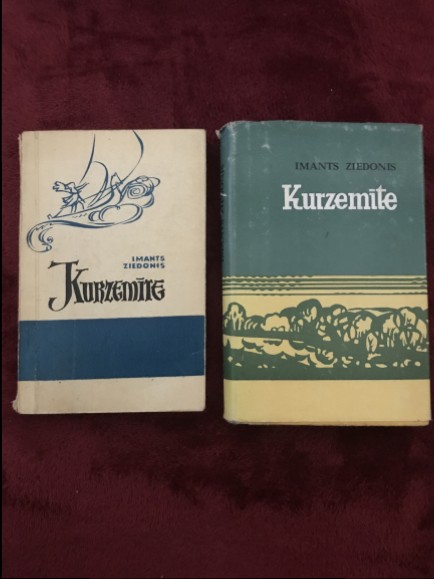 IMANTS
ZIEDONIS
KURZEMĪTE
IMANTS ZIEDONIS
Kurzemīte